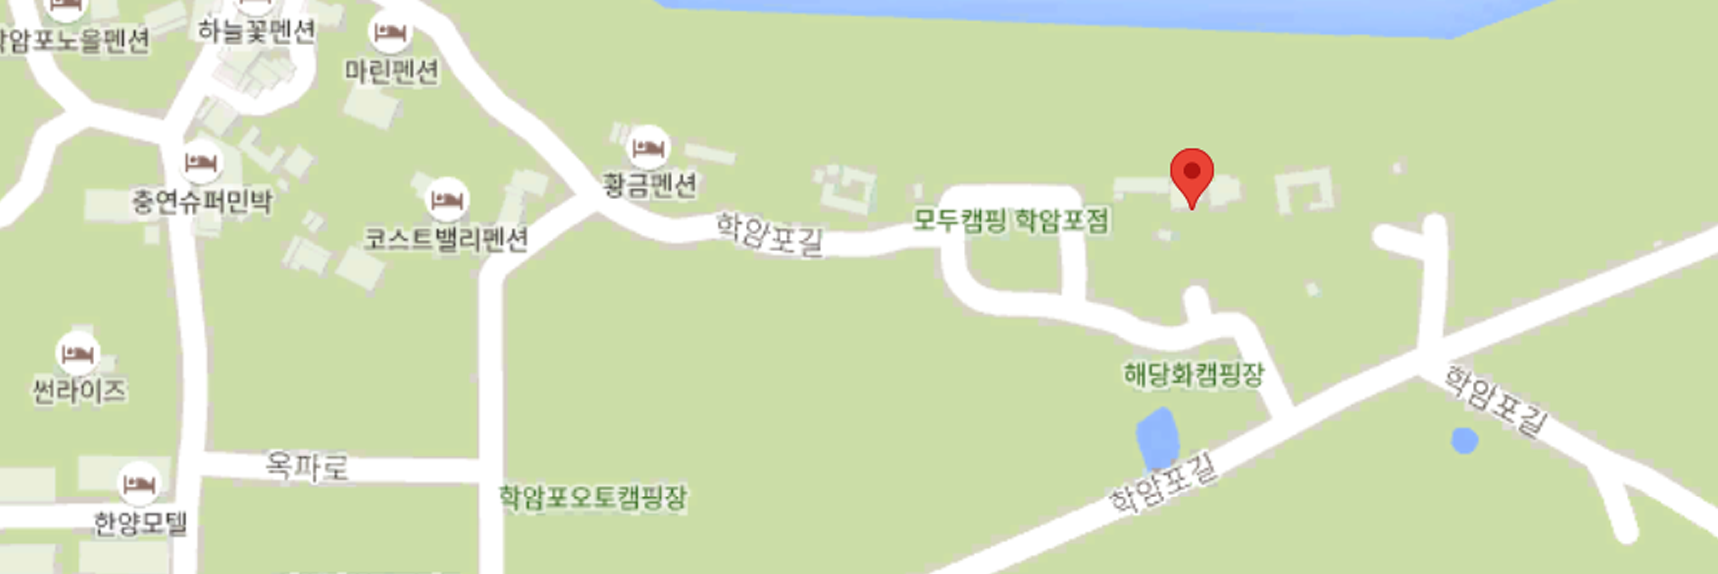 하늘꽃펜션
학암포노을펜션
마린펜션
황금펜션
충연슈퍼민박
코스트밸리펜션
학암포길
모두캠핑 학암포점
썬라이즈
해당화캠핑장
학암포길
옥파로
학암포길
학암포오토캠핑장
한양모텔